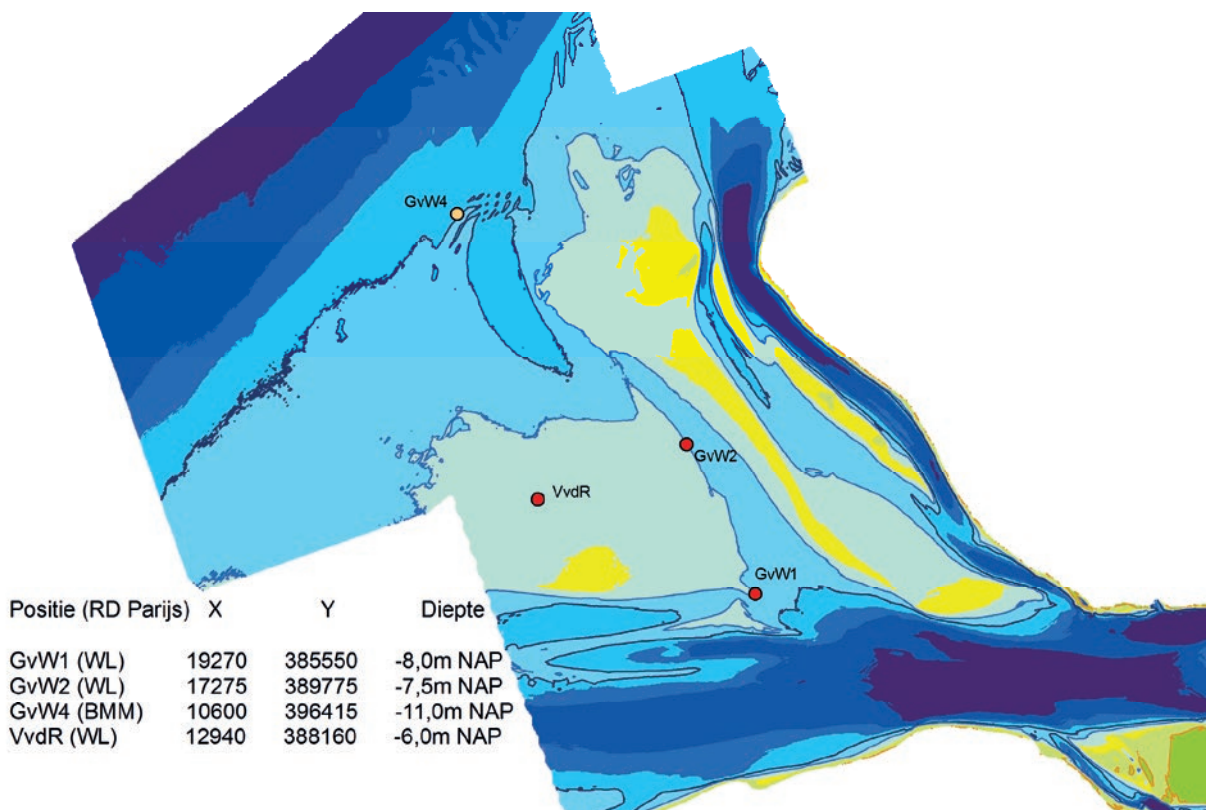 GvW4
GvW2
VvdR
GvW1
Positie (RD Parijs) X Y Diepte
GvW1 (WL) 19270 385550 -8,0m NAP
GvW2 (WL) 17275 389775 -7,5m NAP
GvW4 (BMM) 10600 396415 -11,0m NAP
VvdR (WL) 12940 388160 -6,0m NAP